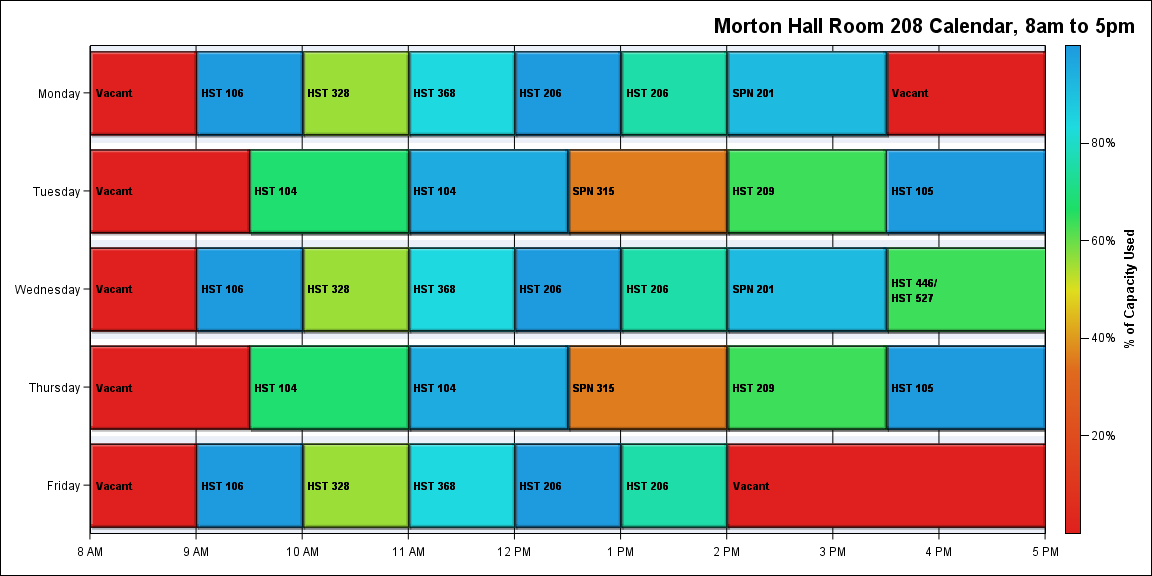 Morton Hall Room 208 Calendar, 8am to 5pm
Monday
Vacant
HST 106
HST 328
HST 368
HST 206
HST 206
SPN 201
Vacant
Tuesday
Vacant
HST 104
HST 104
SPN 315
HST 209
HST 105
Wednesday
Vacant
HST 106
HST 328
HST 368
HST 206
HST 206
SPN 201
HST 446/
HST 527
Thursday
Vacant
HST 104
HST 104
SPN 315
HST 209
HST 105
Friday
Vacant
HST 106
HST 328
HST 368
HST 206
HST 206
Vacant
8 AM
9 AM
10 AM
11 AM
12 PM
1 PM
2 PM
3 PM
4 PM
5 PM
80%
60%
40%
20%
% of Capacity Used